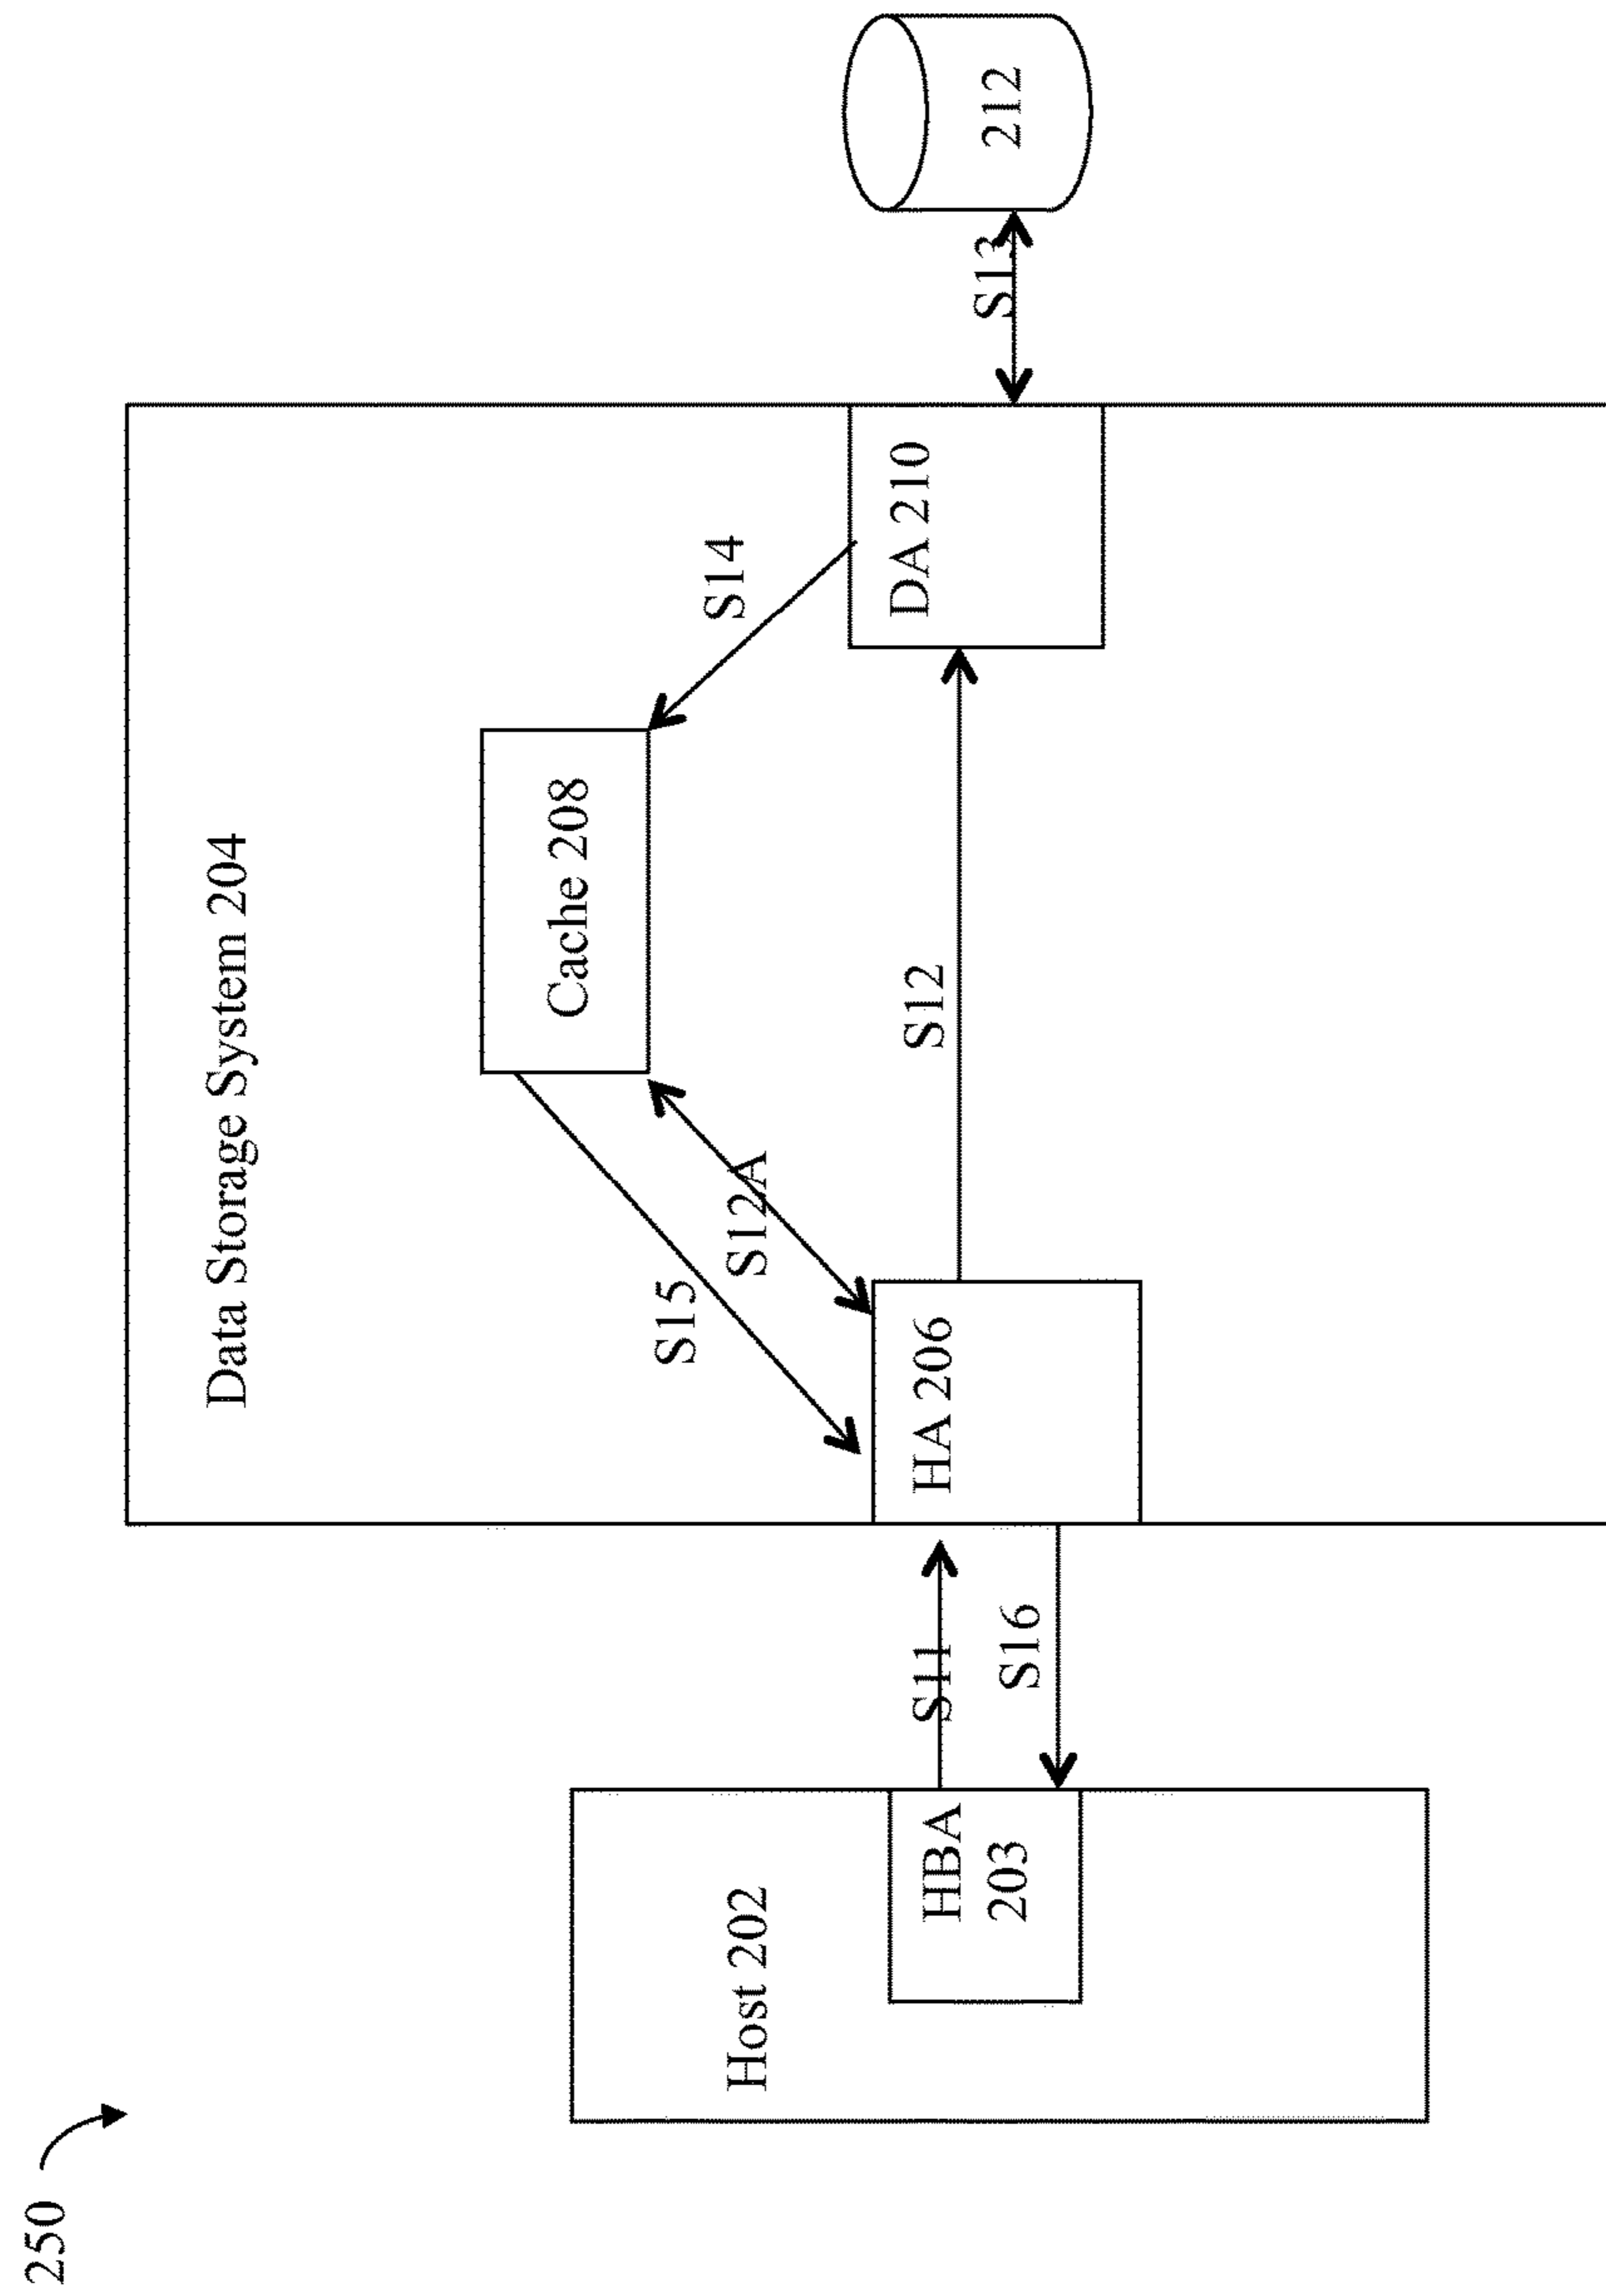 250
Data Storage System 204
Host 202
HBA
203
S11
S16
HA 206
S15
S12A
S12
Cache 208
S14
DA 210
S13
212